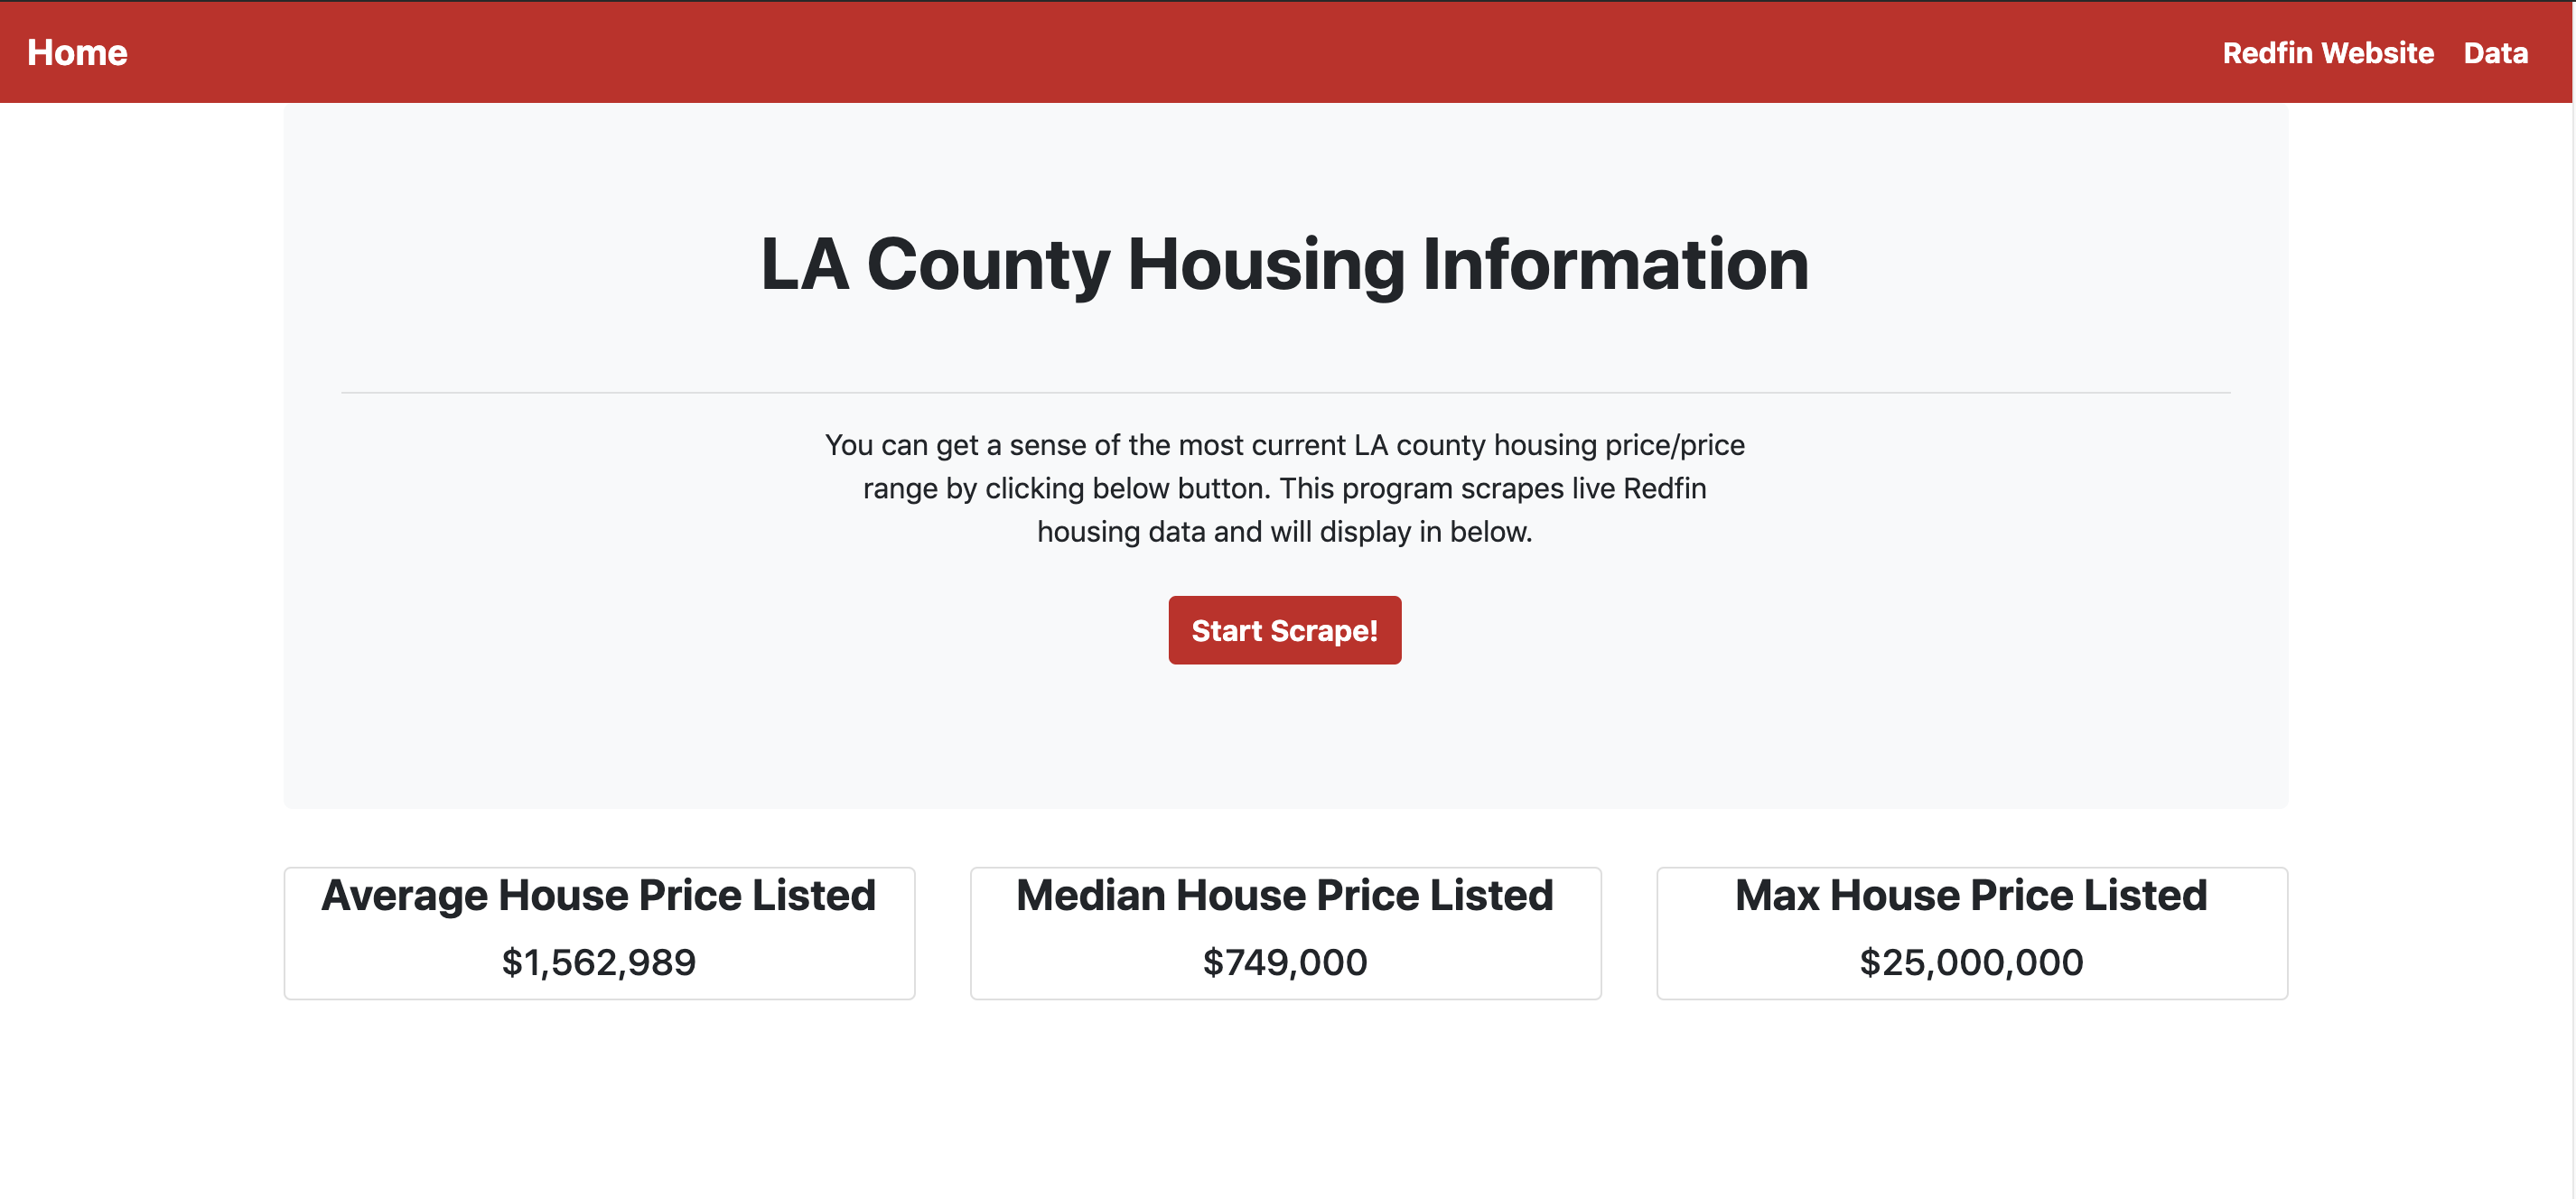 Home
Redfin Website Data
LA County Housing Information
You can get a sense of the most current LA county housing price/price
range by clicking below button. This program scrapes live Redfin
housing data and will display in below.
Start Scrape!
Average House Price Listed
$1,562,989
Median House Price Listed
$749,000
Max House Price Listed
$25,000,000